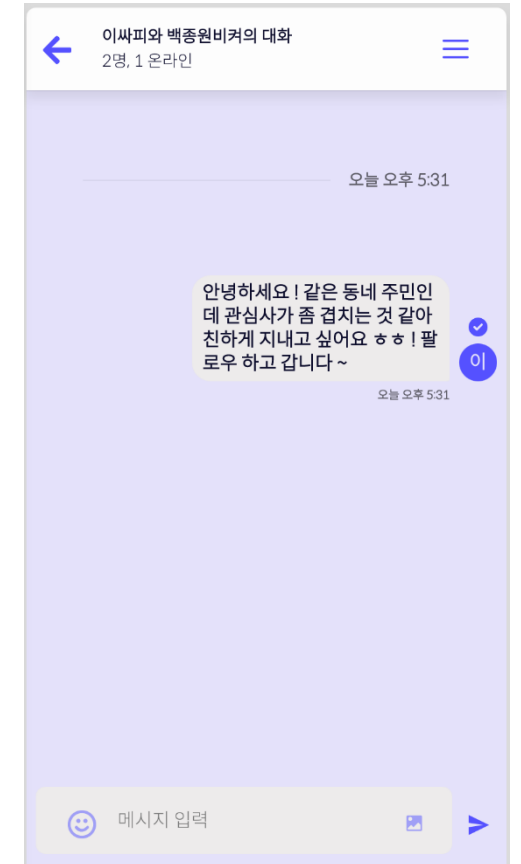 이싸피와 백종원비켜의 대화
2명, 1 온라인
오늘 오후 5:31
안녕하세요 ! 같은 동네 주민인
데 관심사가 좀 겹치는 것 같아
친하게 지내고 싶어요 ㅎㅎ ! 팔
로우 하고 갑니다 ~
이
오늘 오후 5:31
메시지 입력